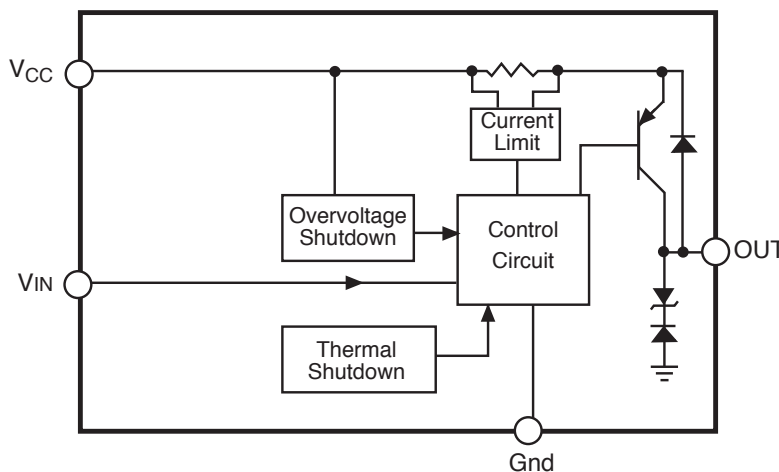 VCC
Current
Limit
Overvoltage
Shutdown
Control
Circuit
OUT
VIN
Thermal
Shutdown
Gnd